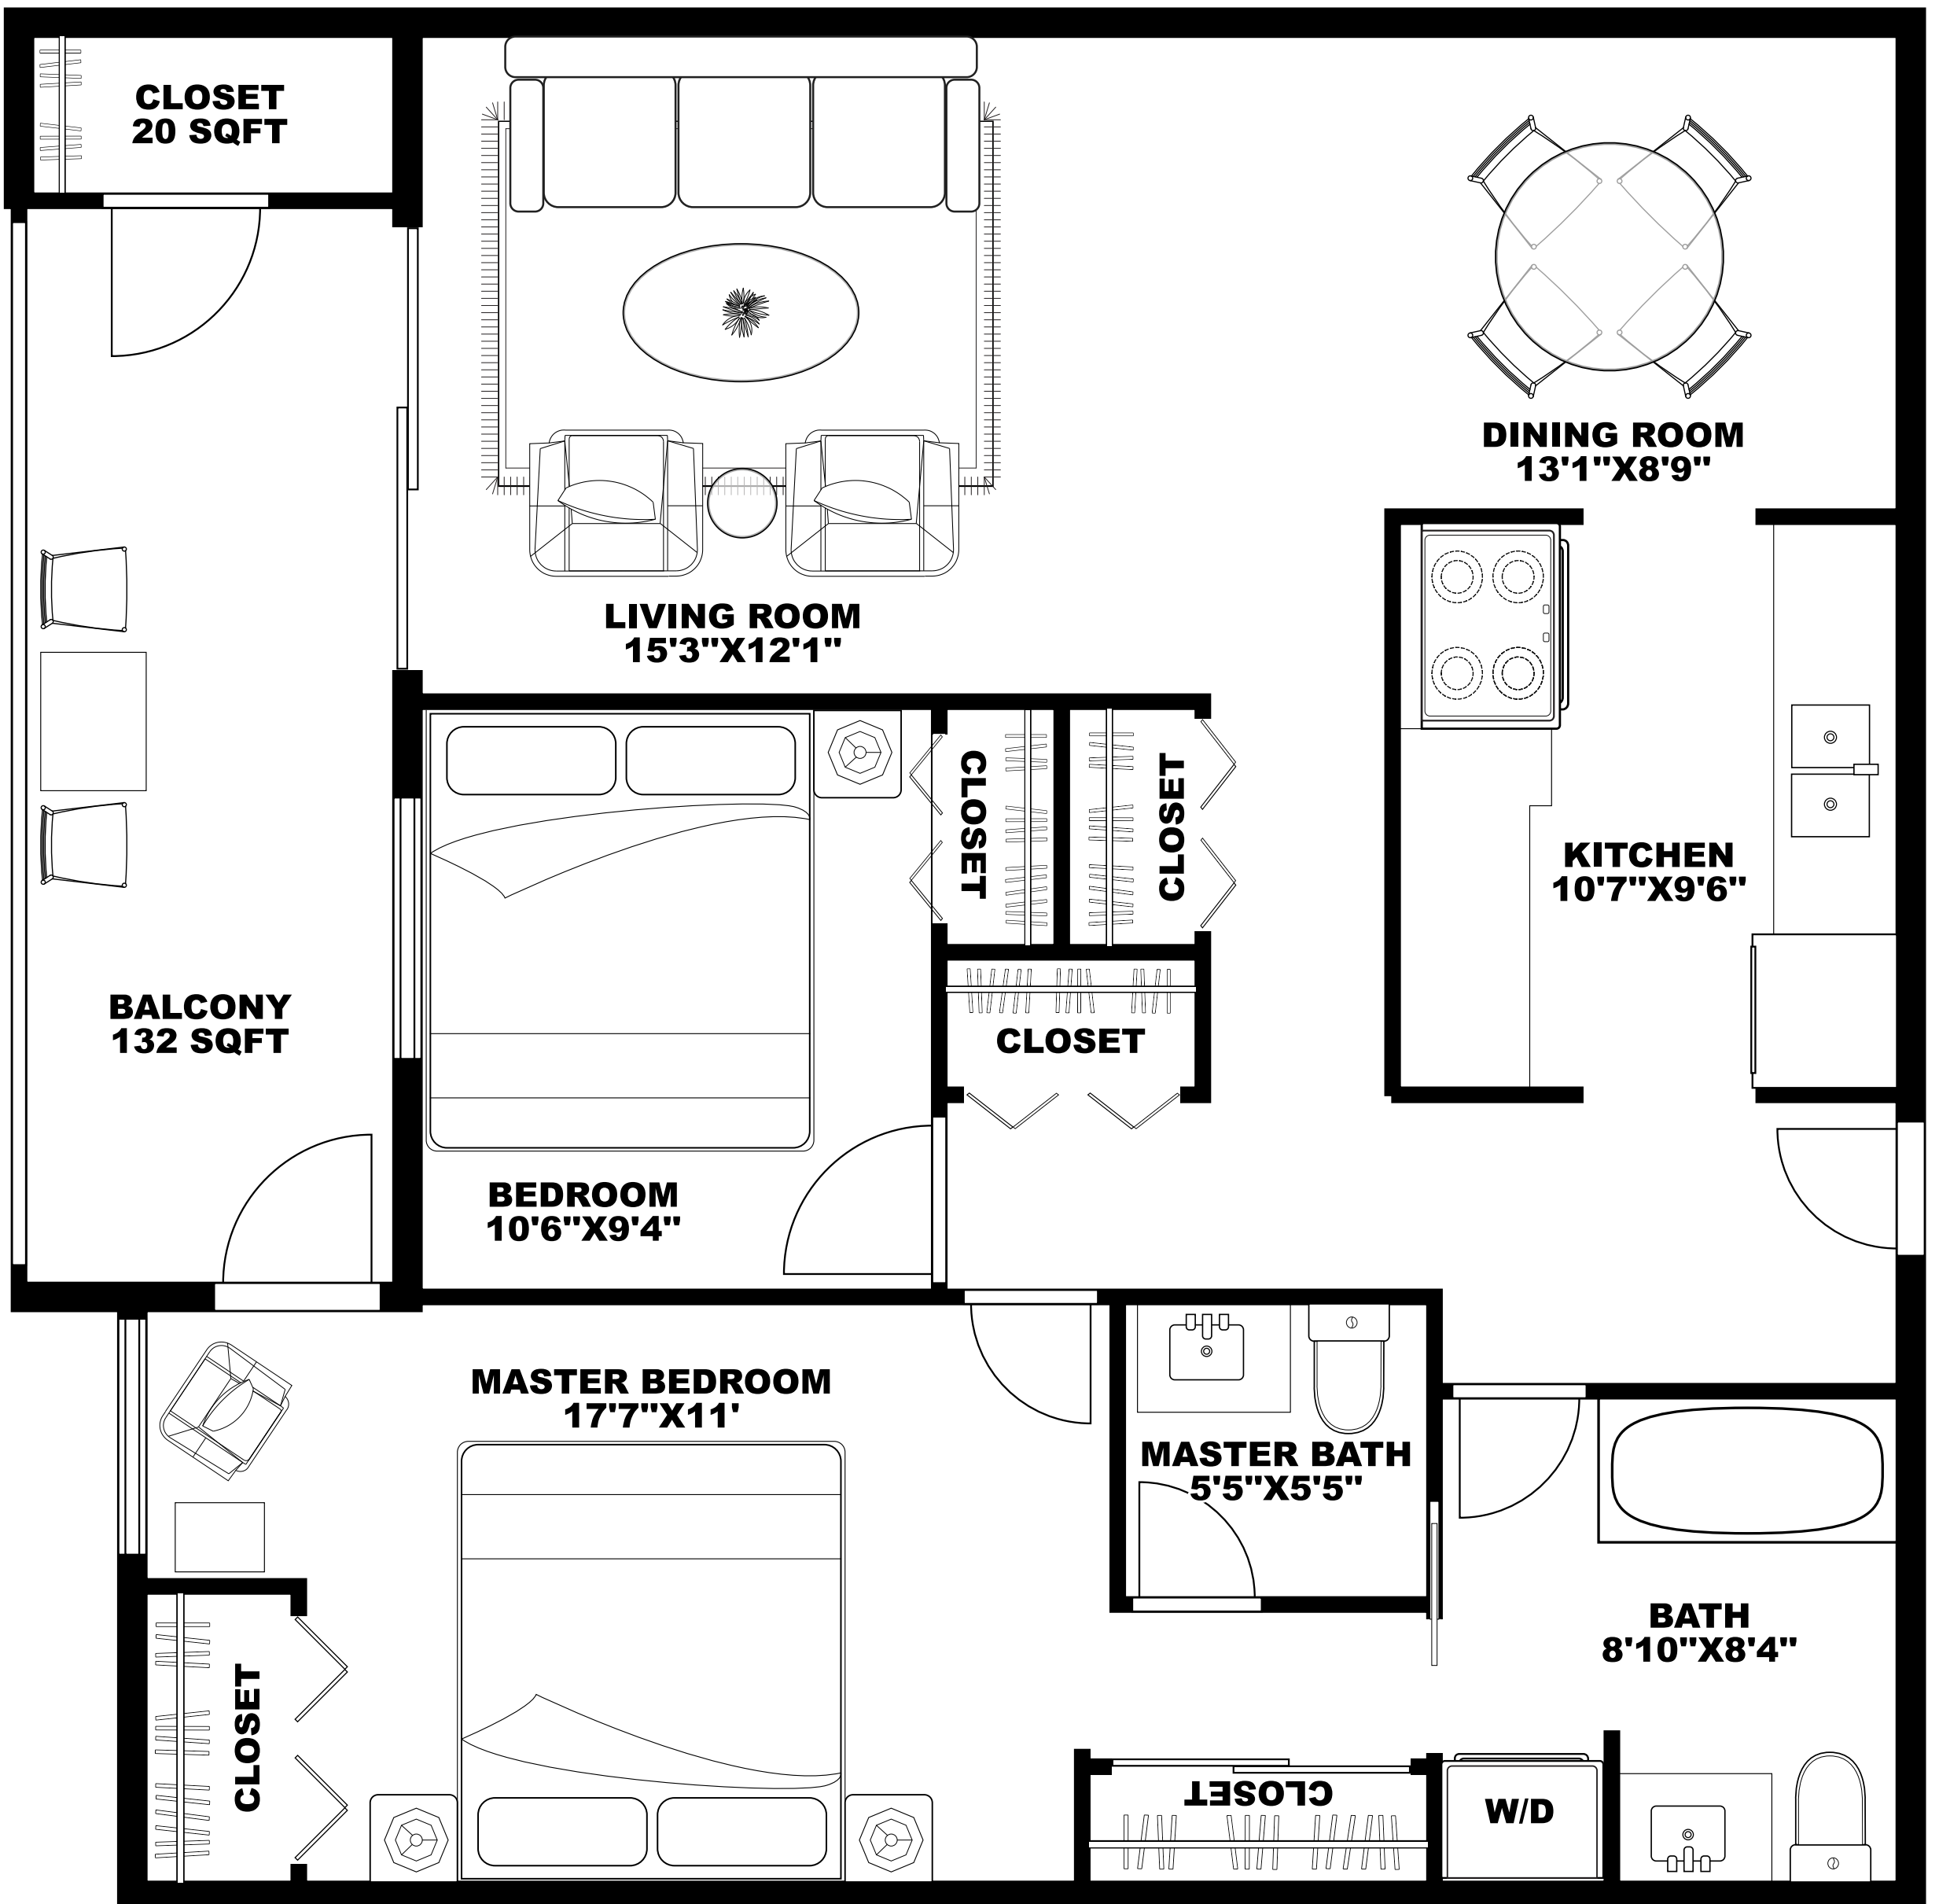 CLOSET
20 SQFT
DINING ROOM
13'1"X8'9"
LIVING ROOM
15'3"X12'1"
CLOSET
CLOSET
KITCHEN
10'7"X9'6"
BALCONY
132 SQFT
CLOSET
BEDROOM
10'6"X9'4"
MASTER BEDROOM
17'7"X11'
MASTER BATH
5'5"X5'5"
BATH
8'10"X8'4"
CLOSET
CLOSET
W/D